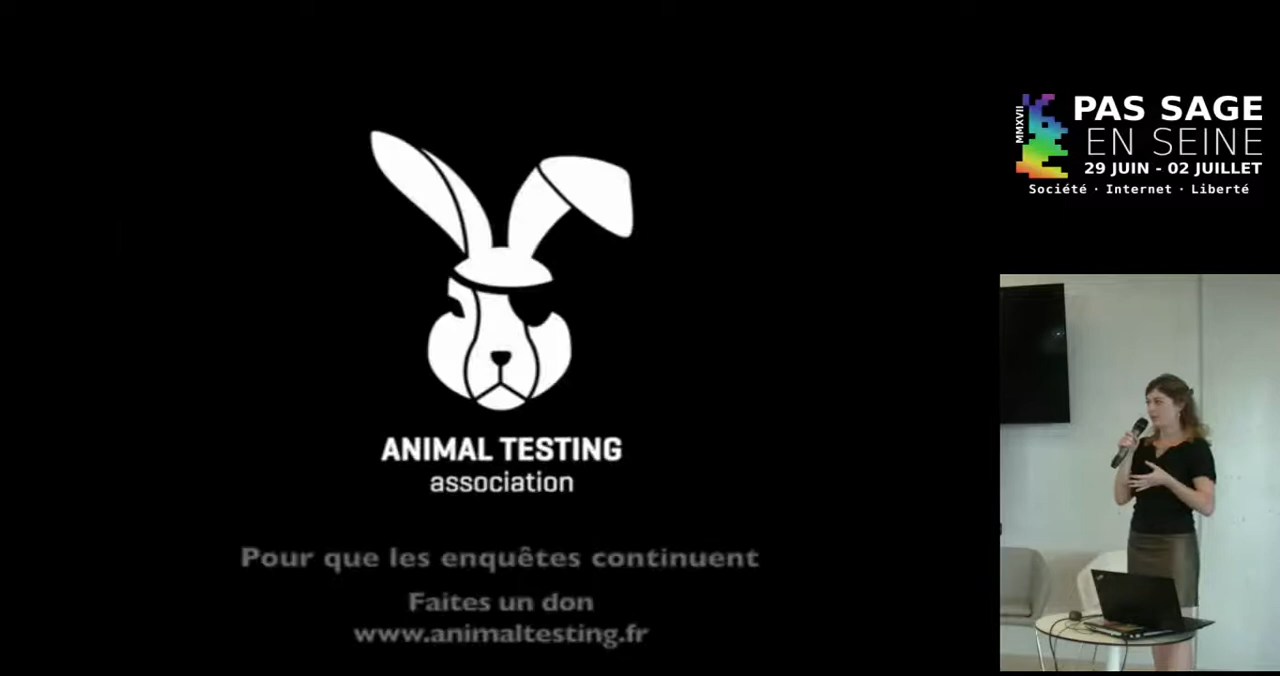 ANIMAL TESTING
association
Pour que les enquêtes continuent
Faites un don
www.animaltesting.fr
MMXVII
PAS SAGE
EN SEINE
29 JUIN - 02 JUILLET
Société · Internet · Liberté